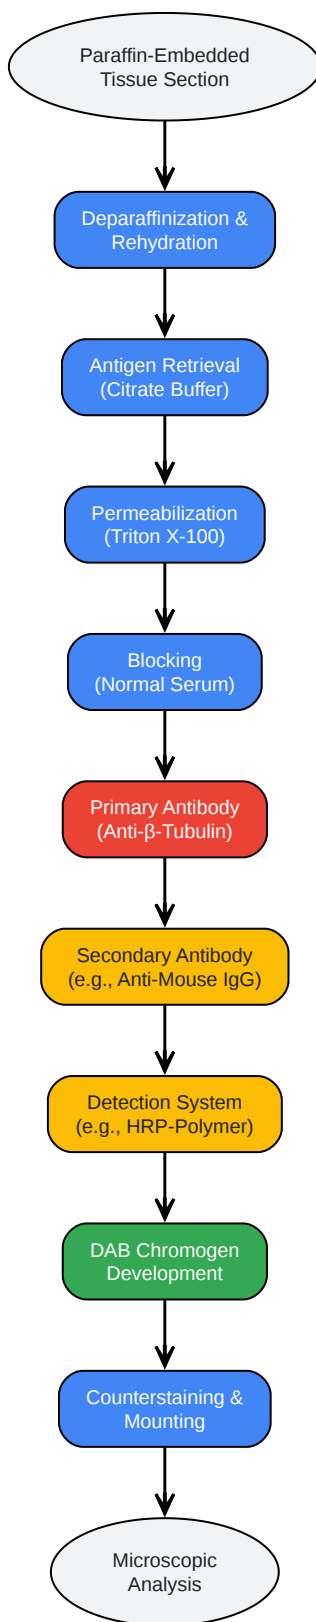 Paraffin-Embedded
Tissue Section
Deparaffinization &
Rehydration
Antigen Retrieval
(Citrate Buffer)
Permeabilization
(Triton X-100)
Blocking
(Normal Serum)
Primary Antibody
(Anti-β-Tubulin)
Secondary Antibody
(e.g., Anti-Mouse IgG)
Detection System
(e.g., HRP-Polymer)
DAB Chromogen
Development
Counterstaining &
Mounting
Microscopic
Analysis